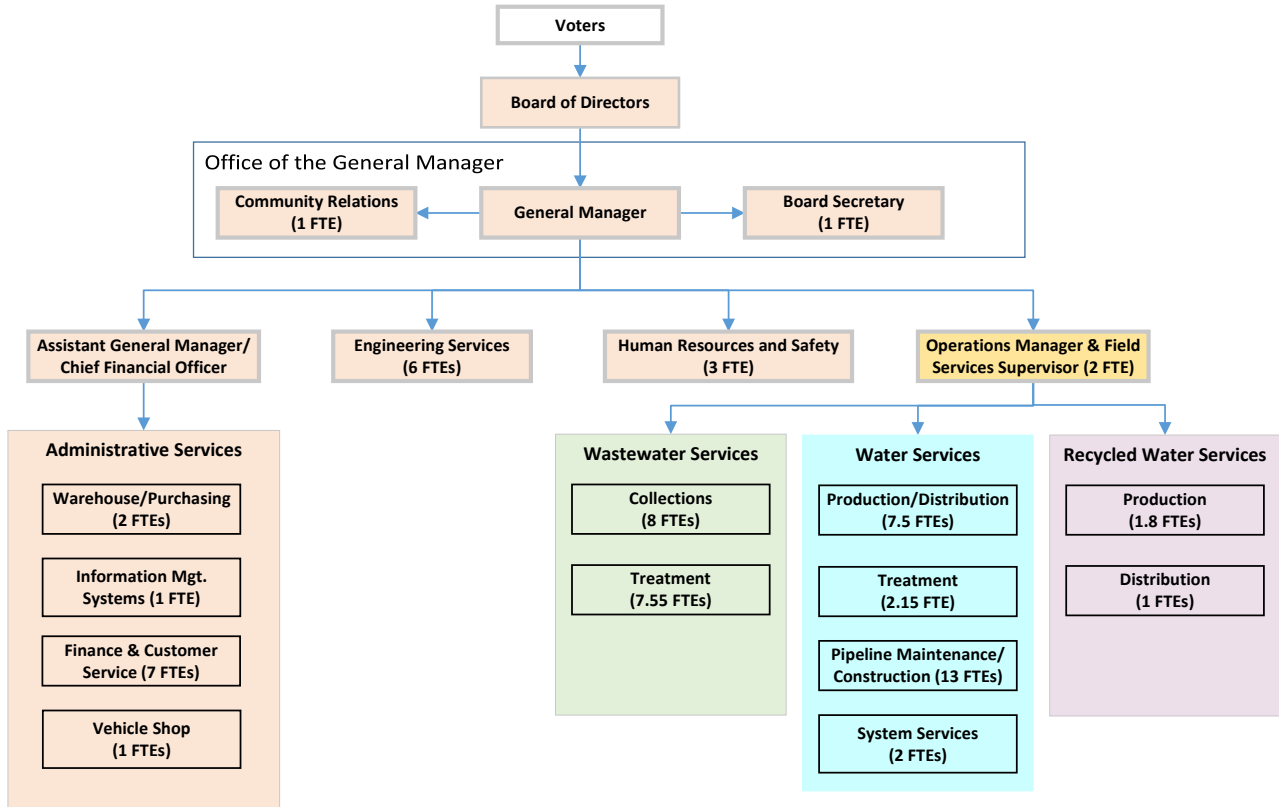 Voters
Board of Directors
Office of the General Manager
Community Relations
(1 FTE)
General Manager
Board Secretary
(1 FTE)
Assistant General Manager/
Chief Financial Officer
Engineering Services
(6 FTEs)
Human Resources and Safety
(3 FTE)
Operations Manager & Field
Services Supervisor (2 FTE)
Administrative Services
Warehouse/Purchasing
(2 FTEs)
Information Mgt.
Systems (1 FTE)
Finance & Customer
Service (7 FTEs)
Vehicle Shop
(1 FTEs)
Wastewater Services
Collections
(8 FTEs)
Treatment
(7.55 FTEs)
Water Services
Production/Distribution
(7.5 FTEs)
Treatment
(2.15 FTE)
Pipeline Maintenance/
Construction (13 FTEs)
System Services
(2 FTEs)
Recycled Water Services
Production
(1.8 FTEs)
Distribution
(1 FTEs)